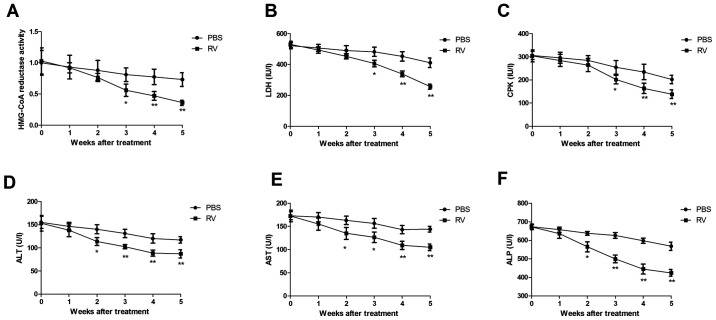 A
PBS
RV
HMG-CoA reductase activity
1.5
1.0
0.5
0.0
0 1 2 3 4 5
* ** **
Weeks after treatment
B
PBS
RV
LDH (IU/l)
600
400
200
0
0 1 2 3 4 5
* ** **
Weeks after treatment
C
PBS
RV
CPK (IU/l)
500
400
300
200
100
0
0 1 2 3 4 5
* ** **
Weeks after treatment
D
PBS
RV
ALT (U/l)
200
150
100
50
0
0 1 2 3 4 5
* ** ** **
Weeks after treatment
E
PBS
RV
AST (U/l)
200
150
100
50
0
0 1 2 3 4 5
* * ** **
Weeks after treatment
F
PBS
RV
ALP (U/l)
800
700
600
500
400
300
0 1 2 3 4 5
* ** ** **
Weeks after treatment